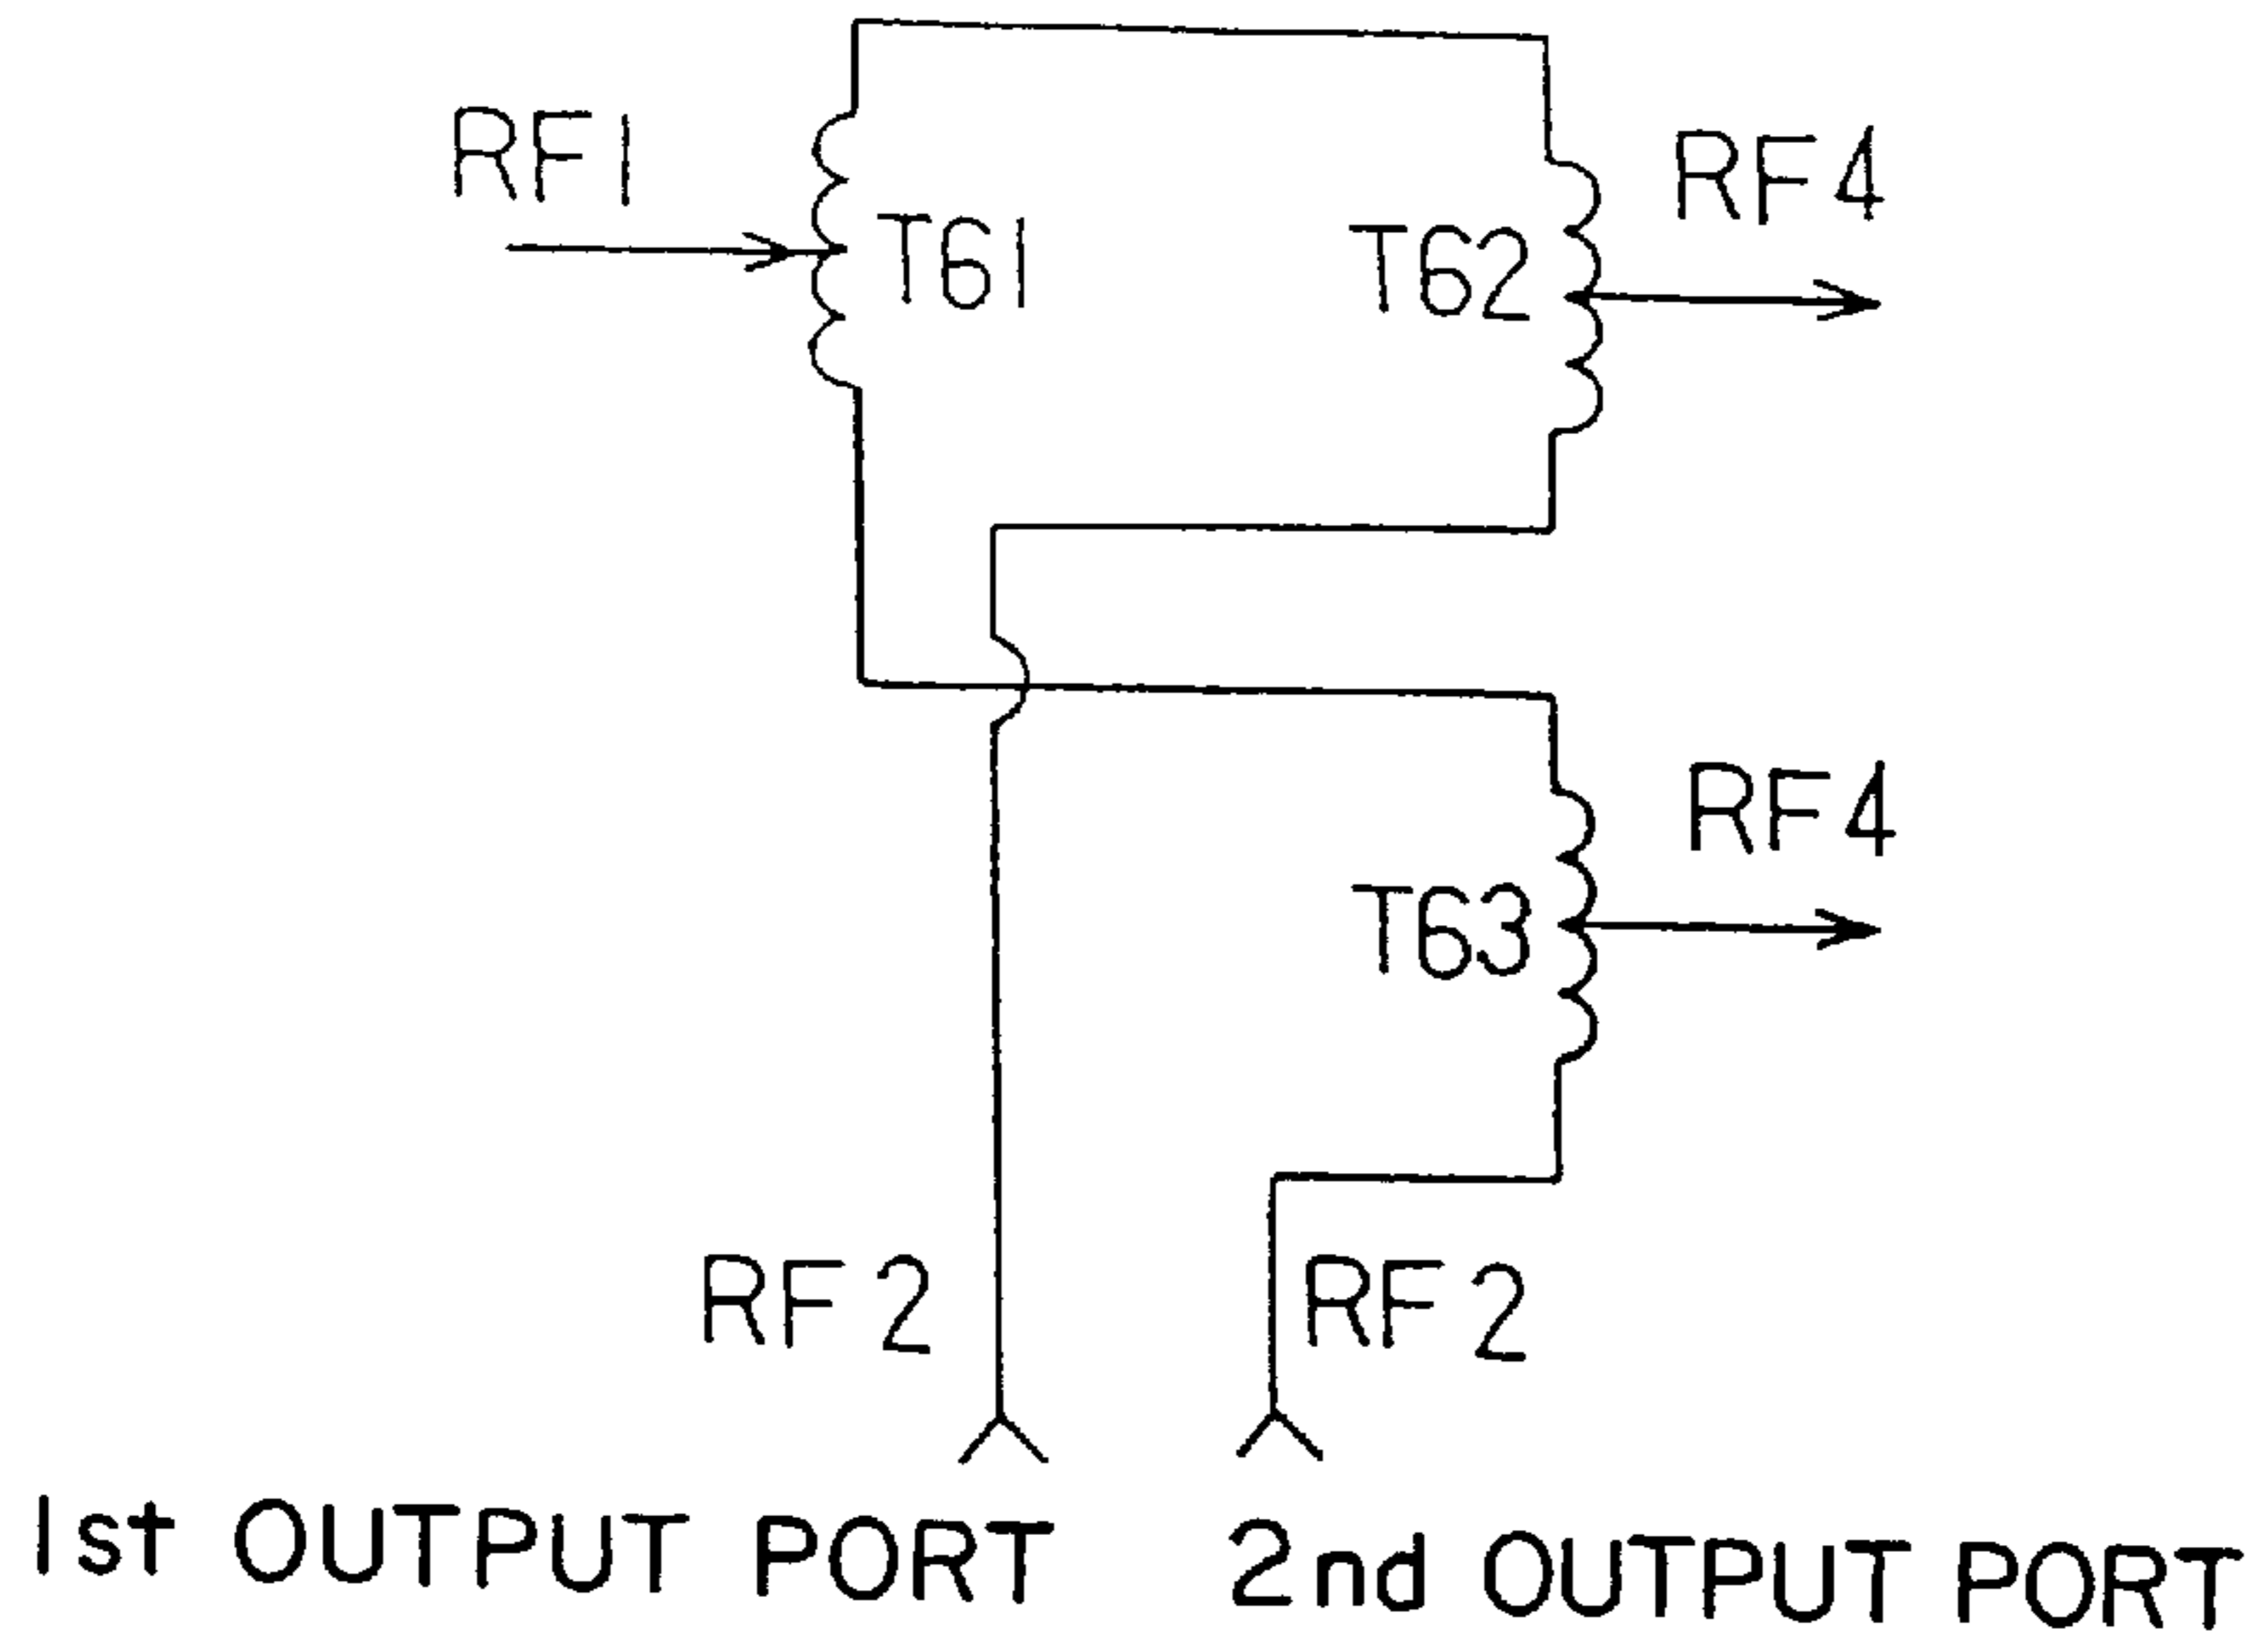 RF1
RF4
T61
T62
RF4
T63
RF2
RF2
1st OUTPUT PORT
2nd OUTPUT PORT